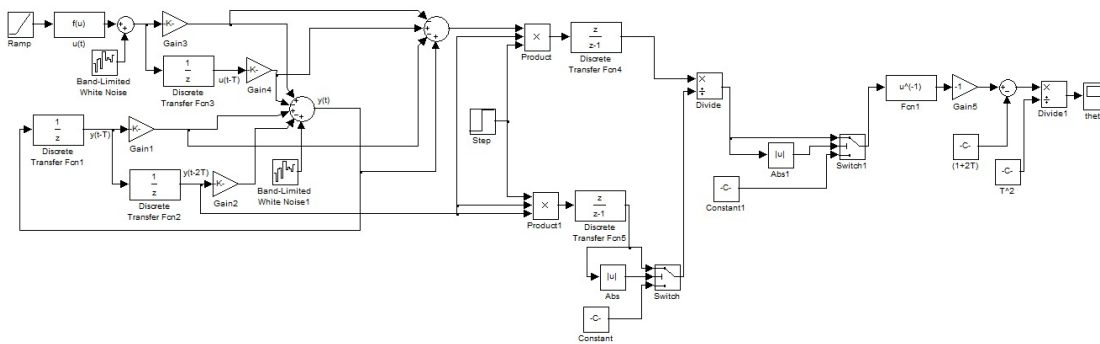 Ramp
f(u)
u(t)
Band-Limited
White Noise
-K-
Gain3
1
z
Discrete
Transfer Fcn3
u(t-T)
-K-
Gain4
y(t)
1
z
Discrete
Transfer Fcn1
y(t-T)
-K-
Gain1
1
z
Discrete
Transfer Fcn2
y(t-2T)
-K-
Gain2
Band-Limited
White Noise1
Step
×
Product
z
z-1
Discrete
Transfer Fcn4
×
Product1
z
z-1
Discrete
Transfer Fcn5
|u|
Abs
-C-
Constant
Switch
×
÷
Divide
|u|
Abs1
-C-
Constant1
Switch1
u^(-1)
Fcn1
-1
Gain5
-C-
(1+2T)
-C-
T^2
×
÷
Divide1